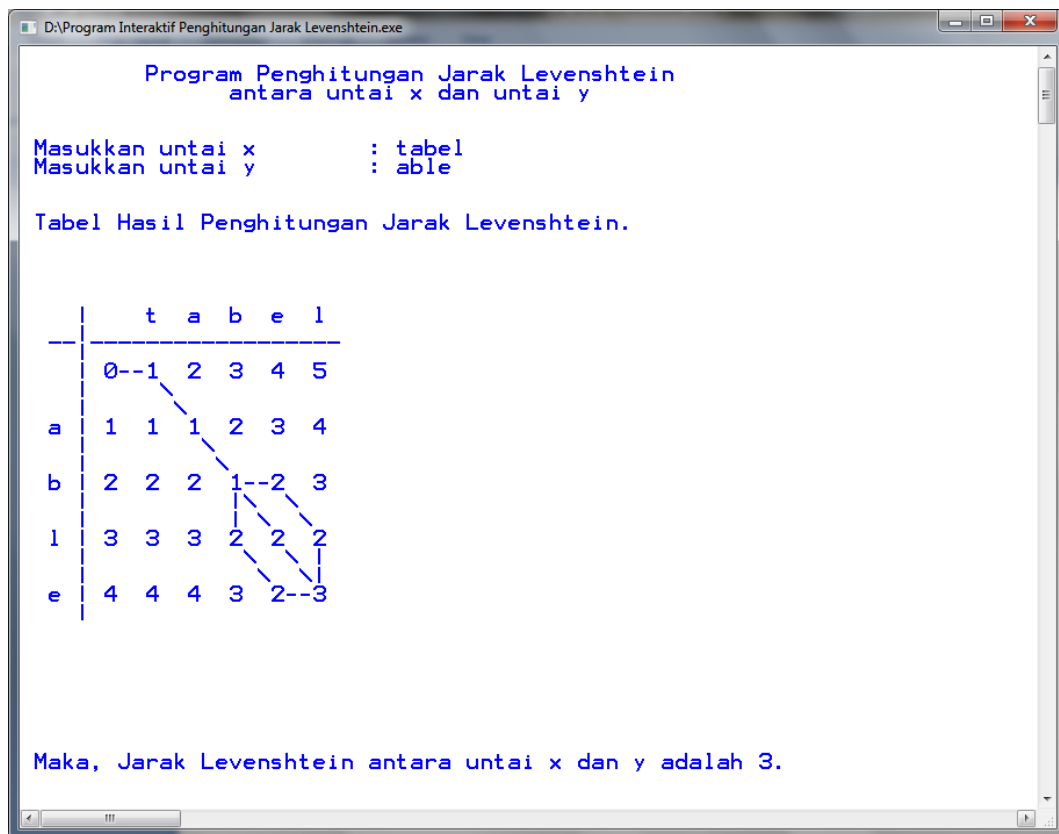 D:\Program Interaktif Penghitungan Jarak Levenshtein.exe
Program Penghitungan Jarak Levenshtein
antara untai x dan untai y
Masukkan untai x : tabel
Masukkan untai y : able
Tabel Hasil Penghitungan Jarak Levenshtein.
t a b e l
0--1 2 3 4 5
a 1 1 1 2 3 4
b 2 2 2 1--2 3
l 3 3 3 2 2 2
e 4 4 4 3 2--3
Maka, Jarak Levenshtein antara untai x dan y adalah 3.